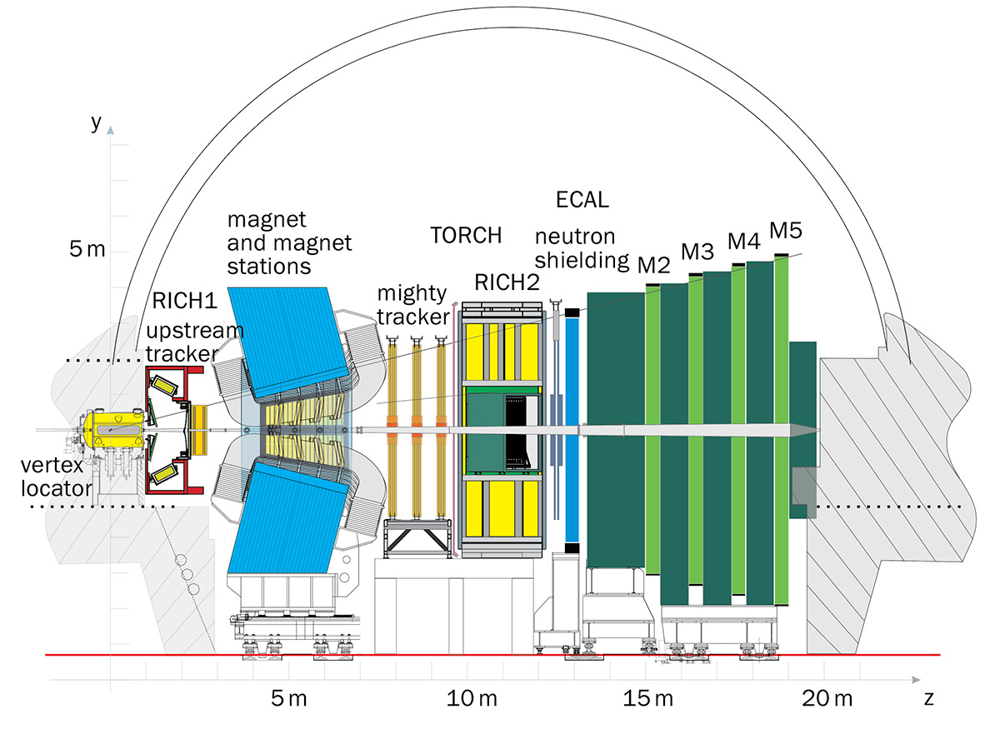 y
5 m
ECAL
magnet
and magnet
stations
TORCH
neutron
shielding
M2
M3
M4
M5
RICH1
upstream
tracker
mighty
tracker
RICH2
vertex
locator
5 m
10 m
15 m
20 m
z